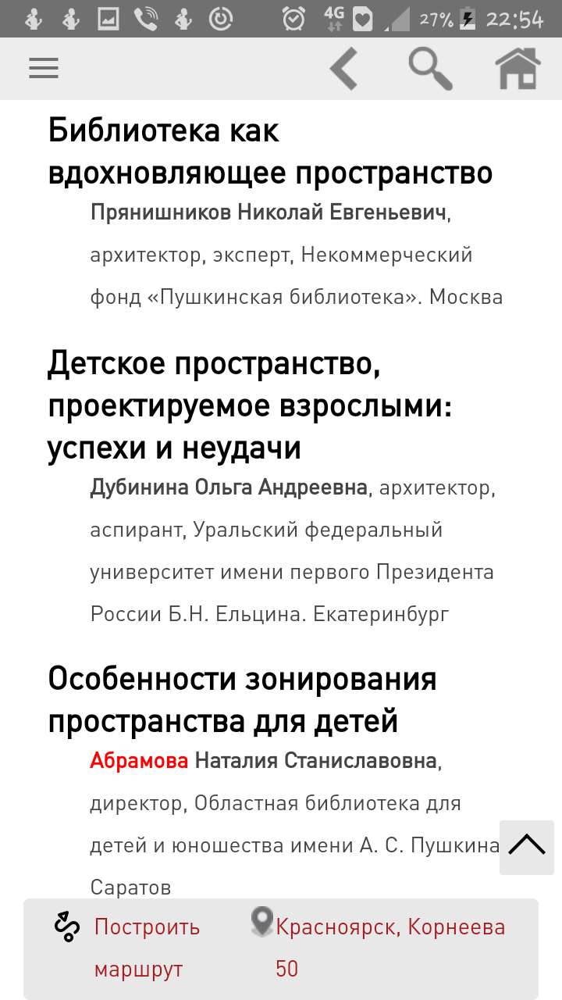 4G 27% 22:54
Библиотека как
вдохновляющее пространство
Прянишников Николай Евгеньевич,
архитектор, эксперт, Некоммерческий
фонд «Пушкинская библиотека». Москва
Детское пространство,
проектируемое взрослыми:
успехи и неудачи
Дубинина Ольга Андреевна, архитектор,
аспирант, Уральский федеральный
университет имени первого Президента
России Б.Н. Ельцина. Екатеринбург
Особенности зонирования
пространства для детей
Абрамова Наталия Станиславовна,
директор, Областная библиотека для
детей и юношества имени А. С. Пушкина
Саратов
Построить
маршрут
Красноярск, Корнеева
50